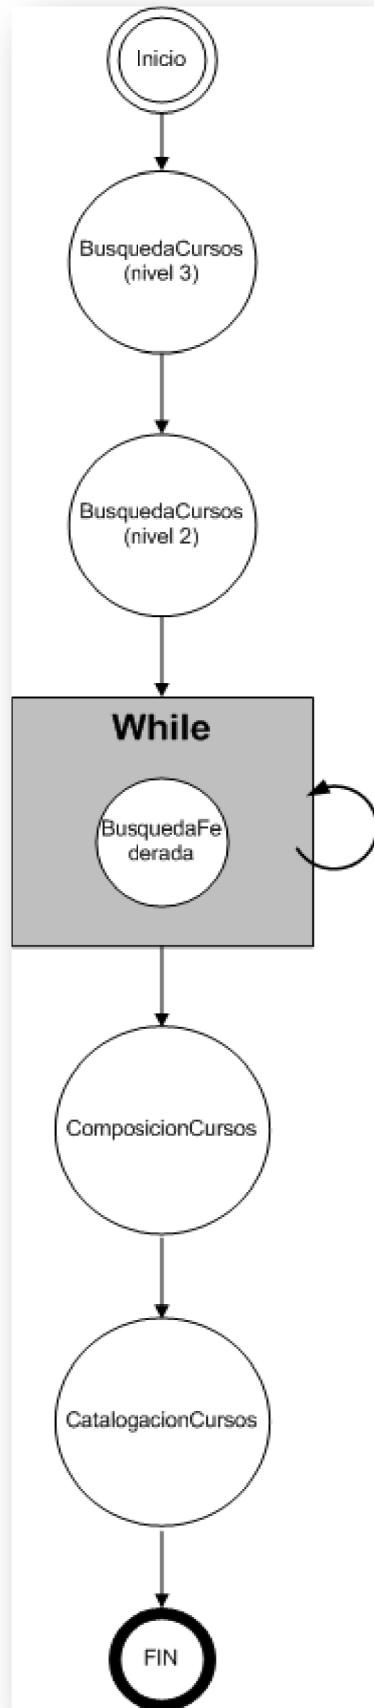 Inicio
BusquedaCursos
(nivel 3)
BusquedaCursos
(nivel 2)
While
BusquedaFe
derada
ComposicionCursos
CatalogacionCursos
FIN